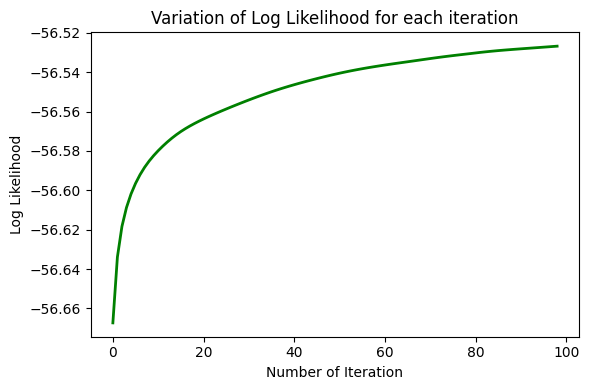 Variation of Log Likelihood for each iteration
−56.52
−56.54
−56.56
−56.58
−56.60
−56.62
−56.64
−56.66
Log Likelihood
0 20 40 60 80 100
Number of Iteration